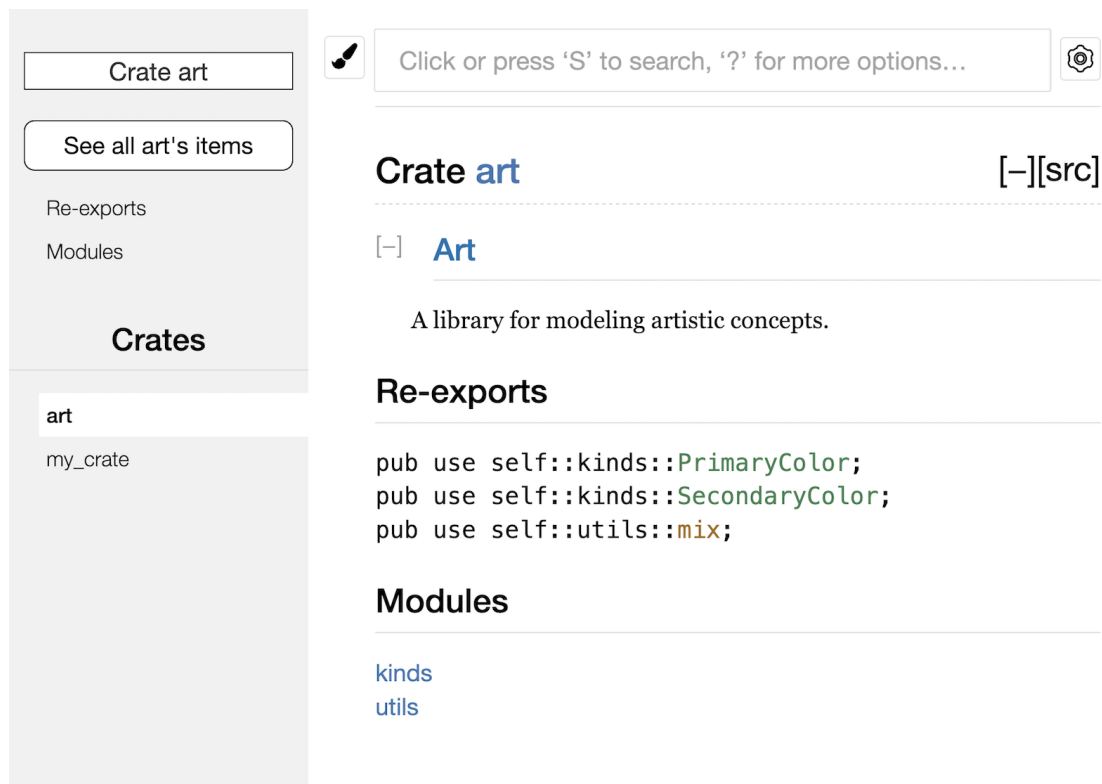 Crate art
See all art's items
Re-exports
Modules
Crates
art
my_crate
Click or press ‘S’ to search, ‘?’ for more options…
Crate art
[−][src]
[−] Art
A library for modeling artistic concepts.
Re-exports
pub use self::kinds::PrimaryColor;
pub use self::kinds::SecondaryColor;
pub use self::utils::mix;
Modules
kinds
utils